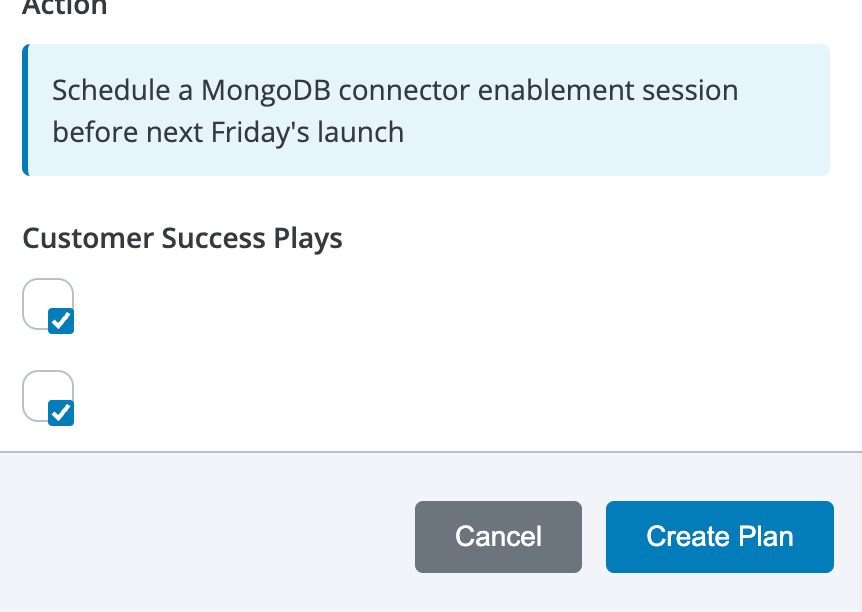 Action
Schedule a MongoDB connector enablement session
before next Friday's launch
Customer Success Plays
Cancel
Create Plan